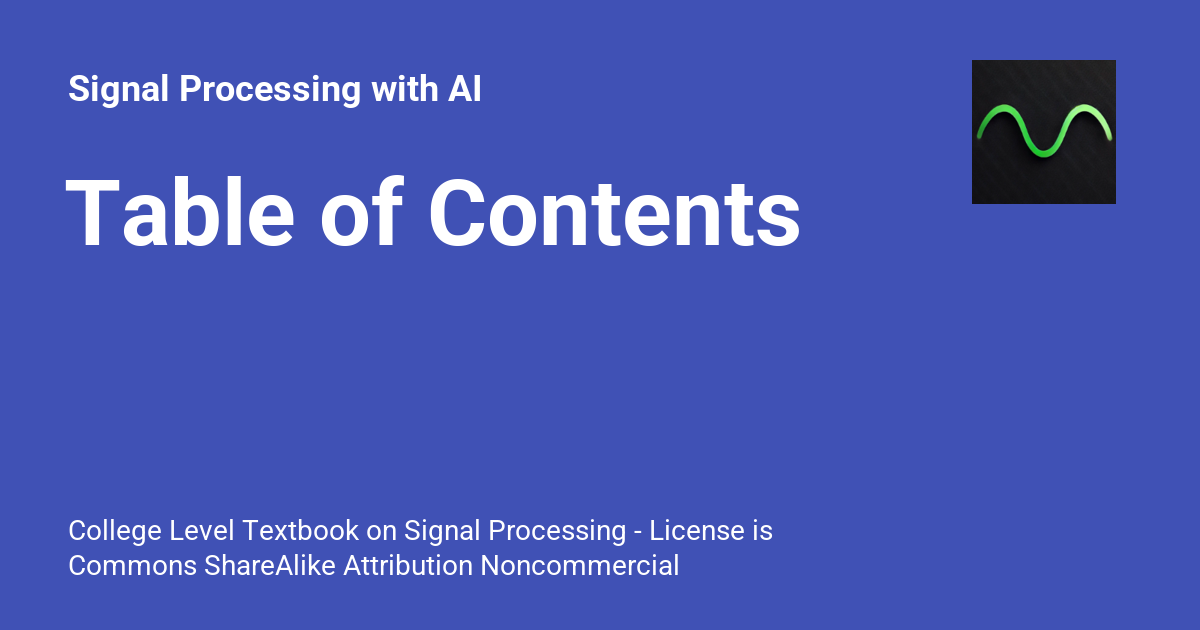 Signal Processing with AI
Table of Contents
College Level Textbook on Signal Processing - License is
Commons ShareAlike Attribution Noncommercial